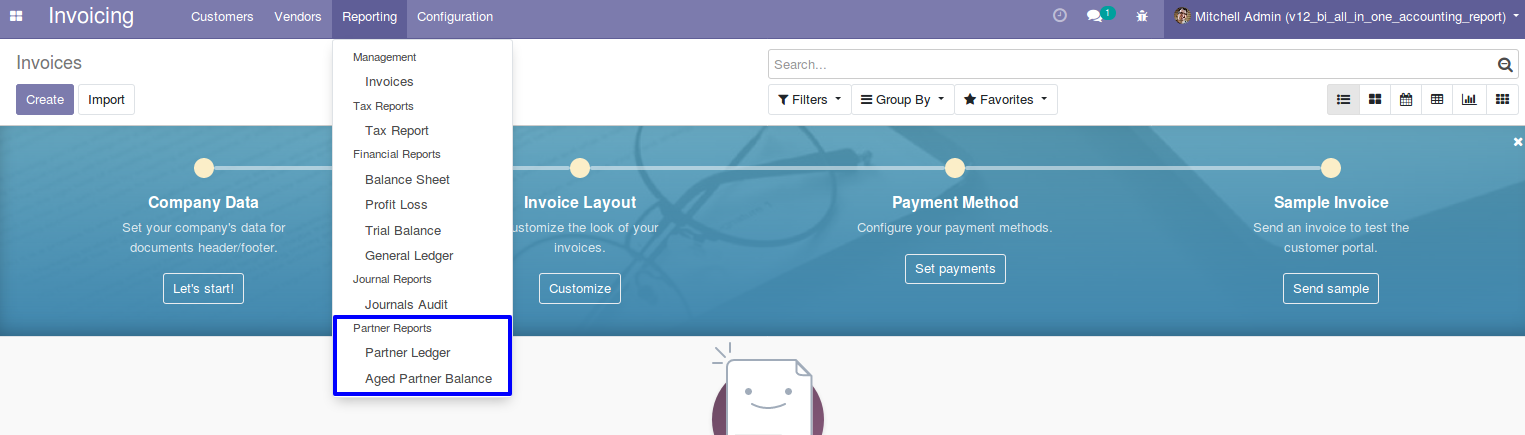 Invoicing
Customers Vendors Reporting Configuration
1
Mitchell Admin (v12_bi_all_in_one_accounting_report)
Invoices
Create Import
Search...
Filters Group By Favorites
Management
Invoices
Tax Reports
Tax Report
Financial Reports
Balance Sheet
Profit Loss
Trial Balance
General Ledger
Journal Reports
Journals Audit
Partner Reports
Partner Ledger
Aged Partner Balance
Company Data
Set your company's data for
documents header/footer.
Let's start!
Invoice Layout
ustomize the look of your
invoices.
Customize
Payment Method
Configure your payment methods.
Set payments
Sample Invoice
Send an invoice to test the
customer portal.
Send sample